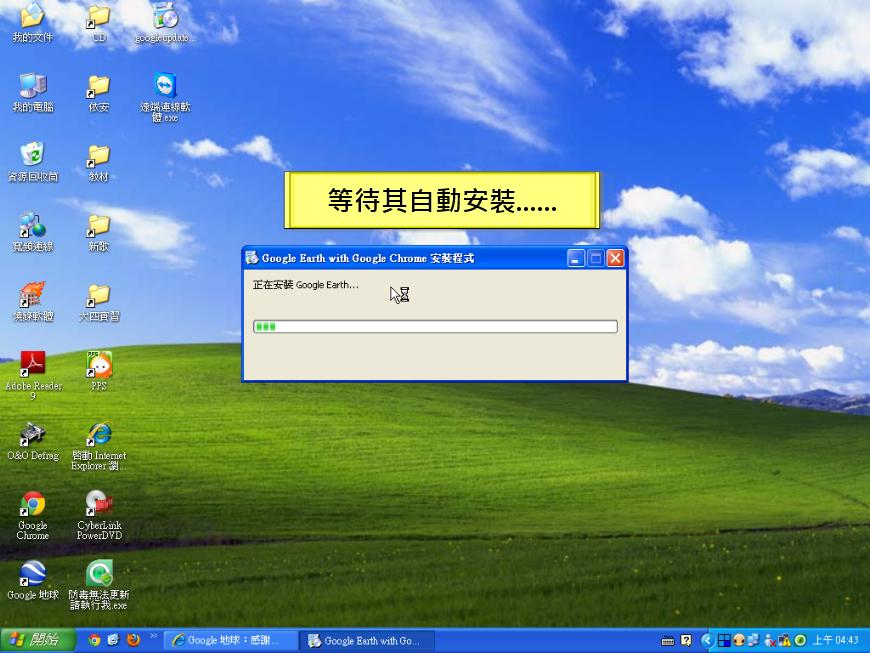 我的文件
CD
googleupdate...
我的電腦
依安
遠端連線軟
體.exe
資源回收筒
教材
寬頻連線
新歌
燒錄軟體
大四實習
等待其自動安裝......
Google Earth with Google Chrome 安裝程式
正在安裝 Google Earth...
Adobe Reader
9
PPS
O&O Defrag
啟動 Internet
Explorer 瀏...
Google
Chrome
CyberLink
PowerDVD
Google 地球
防毒無法更新
請執行我.exe
開始
Google 地球：感謝...
Google Earth with Go...
上午 04:43